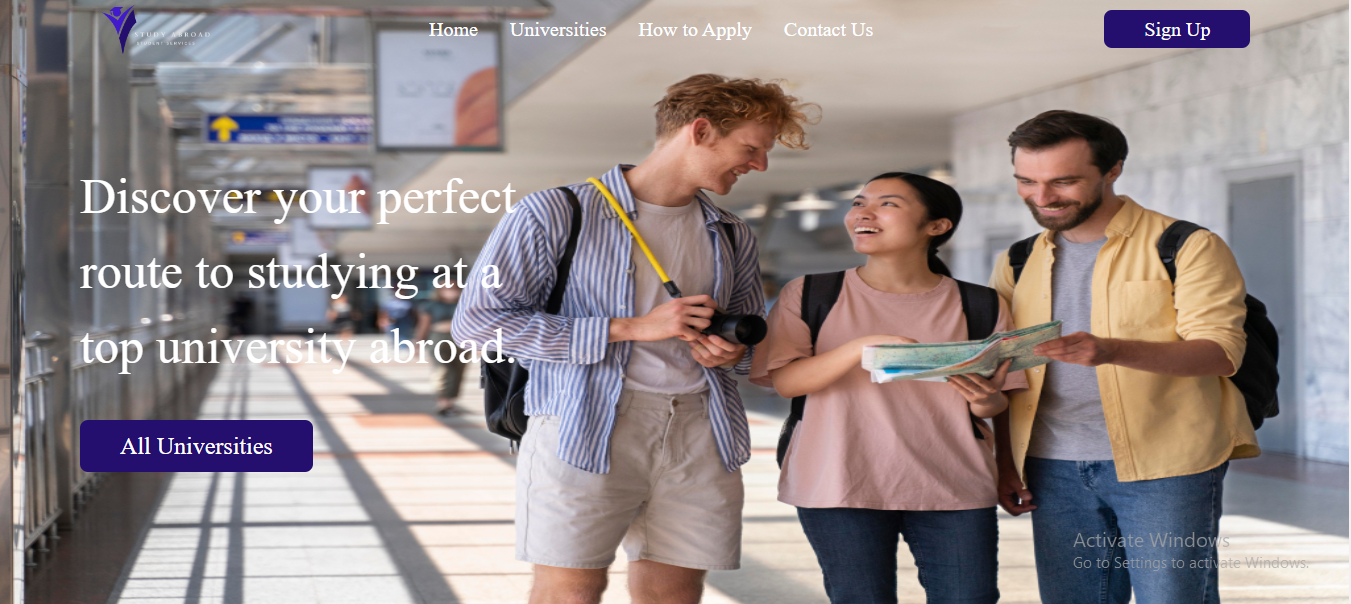 STUDY ABROAD
STUDENT SERVICES
Home
Universities
How to Apply
Contact Us
Sign Up
Discover your perfect
route to studying at a
top university abroad.
All Universities
Activate Windows
Go to Settings to activate Windows.